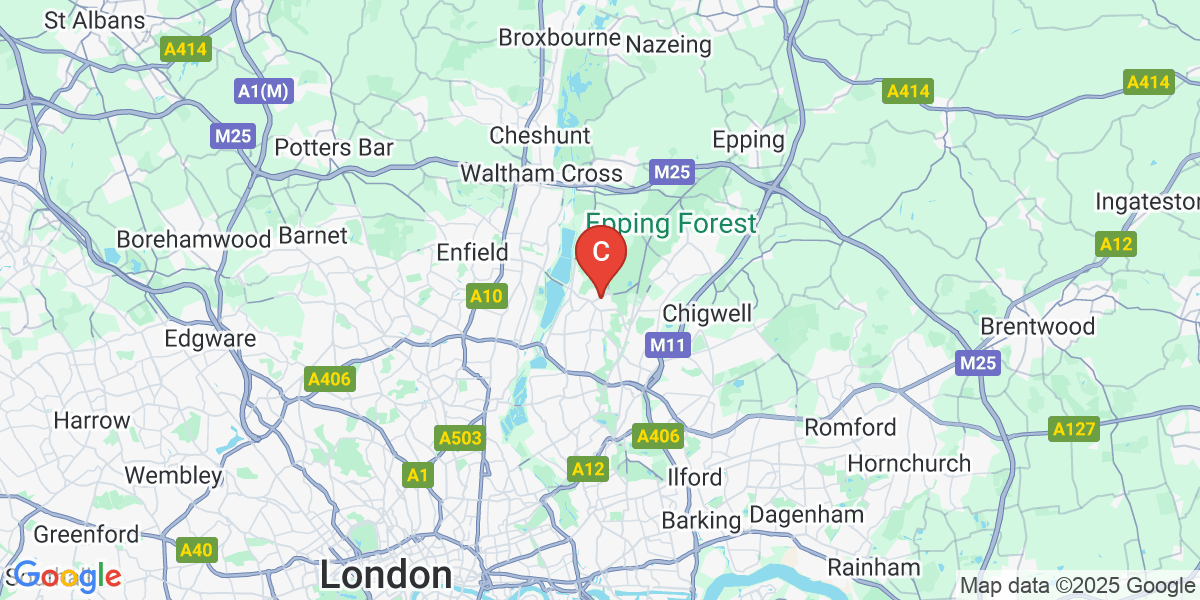 St Albans
Broxbourne
Nazeing
A414
A1(M)
A414
A414
M25
Cheshunt
Epping
Potters Bar
Waltham Cross
M25
Ingateston
Epping Forest
C
Borehamwood
Barnet
Enfield
A12
A10
Chigwell
Brentwood
Edgware
M11
M25
A406
Harrow
A503
A406
Romford
A127
Wembley
A1
A12
Ilford
Hornchurch
Greenford
A40
Barking
Dagenham
London
Rainham
Google
Map data ©2025 Google